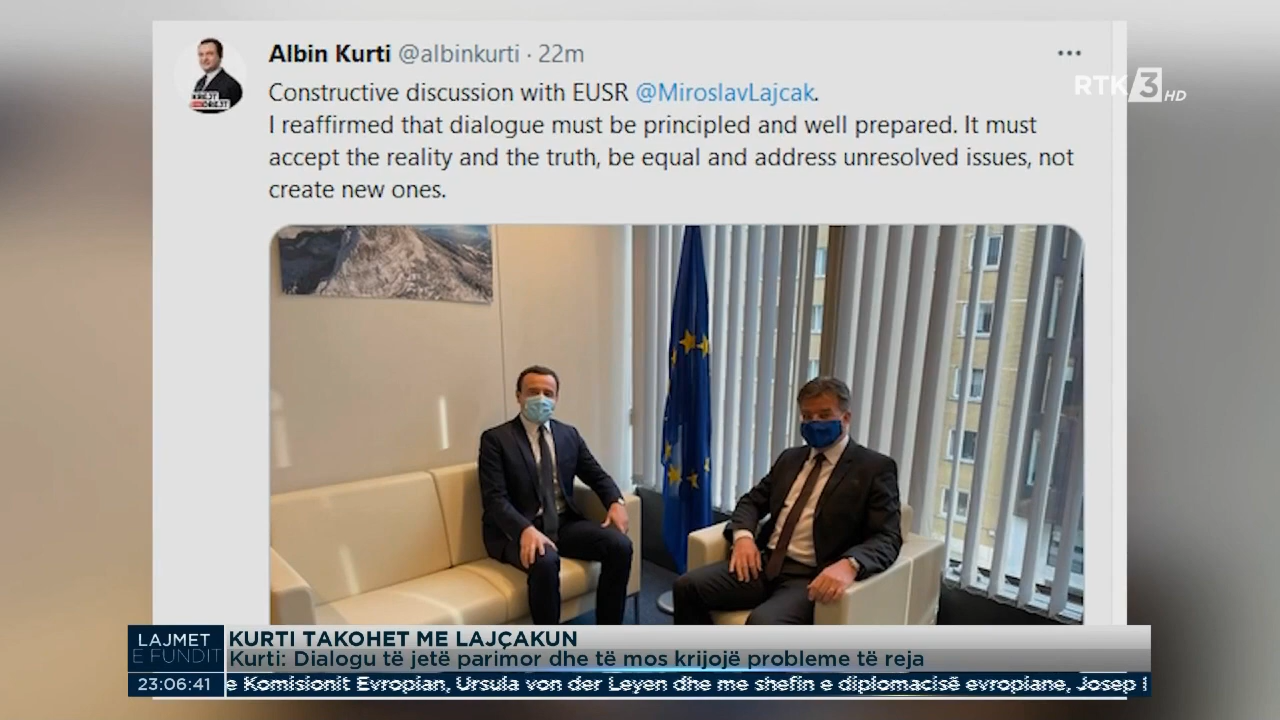 Albin Kurti @albinkurti · 22m
Constructive discussion with EUSR @MiroslavLajcak.
I reaffirmed that dialogue must be principled and well prepared. It must
accept the reality and the truth, be equal and address unresolved issues, not
create new ones.
RTK 3 HD
LAJMET
E FUNDIT
KURTI TAKOHET ME LAJÇAKUN
Kurti: Dialogu të jetë parimor dhe të mos krijojë probleme të reja
23:06:41
e Komisionit Evropian, Ursula von der Leyen dhe me shefin e diplomacisë evropiane, Josep